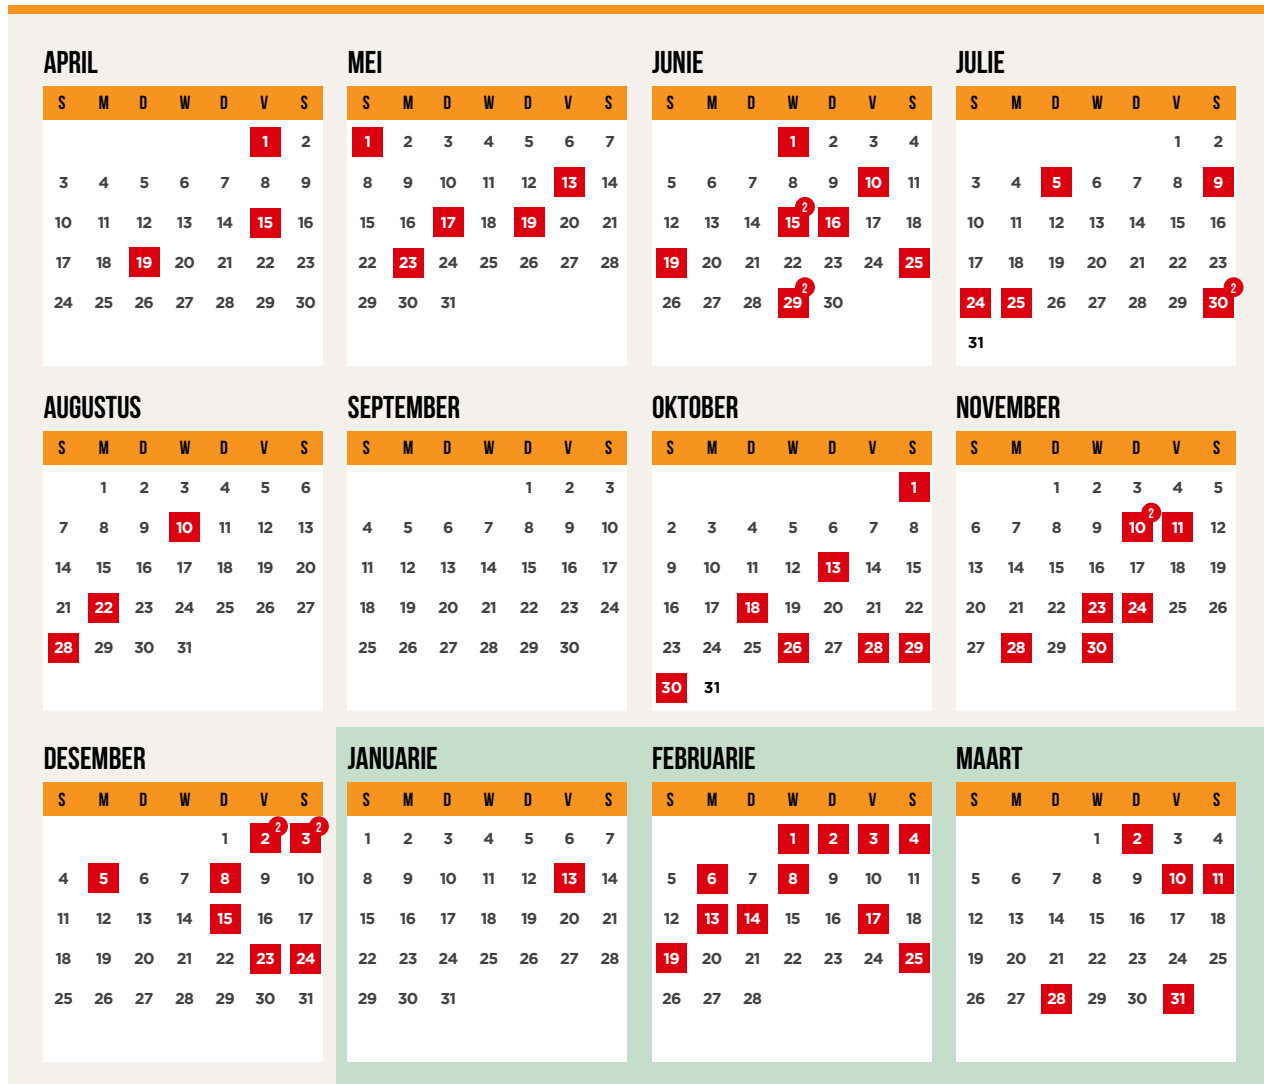 APRIL
S M D W D V S
1 2
3 4 5 6 7 8 9
10 11 12 13 14 15 16
17 18 19 20 21 22 23
24 25 26 27 28 29 30
MEI
S M D W D V S
1 2 3 4 5 6 7
8 9 10 11 12 13 14
15 16 17 18 19 20 21
22 23 24 25 26 27 28
29 30 31
JUNIE
S M D W D V S
1 2 3 4
5 6 7 8 9 10 11
12 13 14 15 2 16 17 18
19 20 21 22 23 24 25
26 27 28 29 2 30
JULIE
S M D W D V S
1 2
3 4 5 6 7 8 9
10 11 12 13 14 15 16
17 18 19 20 21 22 23
24 25 26 27 28 29 30 2
31
AUGUSTUS
S M D W D V S
1 2 3 4 5 6
7 8 9 10 11 12 13
14 15 16 17 18 19 20
21 22 23 24 25 26 27
28 29 30 31
SEPTEMBER
S M D W D V S
1 2 3
4 5 6 7 8 9 10
11 12 13 14 15 16 17
18 19 20 21 22 23 24
25 26 27 28 29 30
OKTOBER
S M D W D V S
1
2 3 4 5 6 7 8
9 10 11 12 13 14 15
16 17 18 19 20 21 22
23 24 25 26 27 28 29
30 31
NOVEMBER
S M D W D V S
1 2 3 4 5
6 7 8 9 10 2 11 12
13 14 15 16 17 18 19
20 21 22 23 24 25 26
27 28 29 30
DESEMBER
S M D W D V S
1 2 2 3 2
4 5 6 7 8 9 10
11 12 13 14 15 16 17
18 19 20 21 22 23 24
25 26 27 28 29 30 31
JANUARIE
S M D W D V S
1 2 3 4 5 6 7
8 9 10 11 12 13 14
15 16 17 18 19 20 21
22 23 24 25 26 27 28
29 30 31
FEBRUARIE
S M D W D V S
1 2 3 4
5 6 7 8 9 10 11
12 13 14 15 16 17 18
19 20 21 22 23 24 25
26 27 28
MAART
S M D W D V S
1 2 3 4
5 6 7 8 9 10 11
12 13 14 15 16 17 18
19 20 21 22 23 24 25
26 27 28 29 30 31